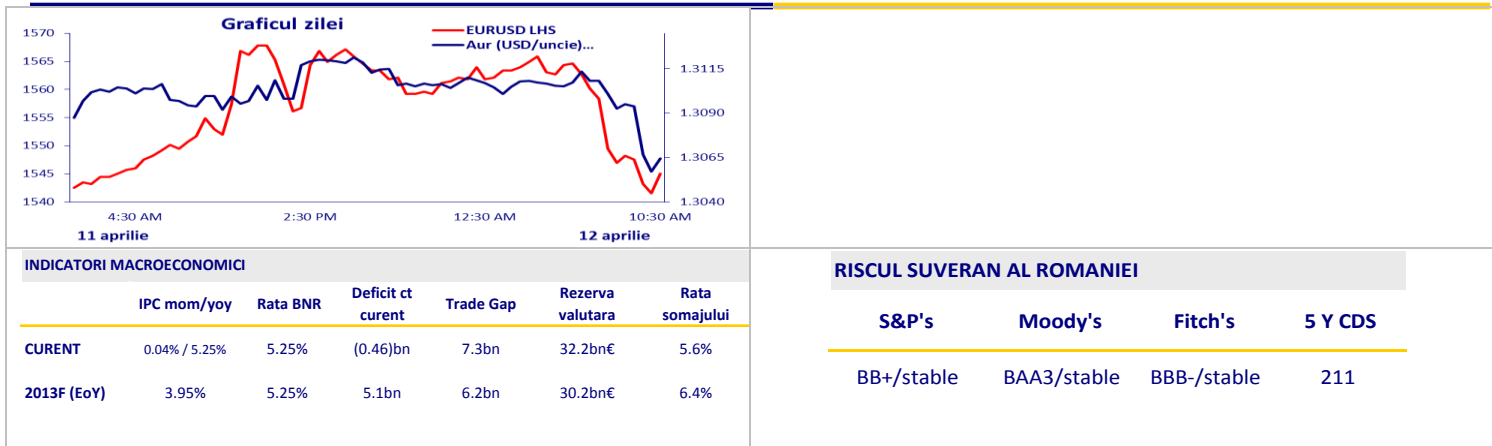 Graficul zilei
EURUSD LHS
Aur (USD/uncie)...
1570
1565
1560
1555
1550
1545
1540
1.3115
1.3090
1.3065
1.3040
4:30 AM 2:30 PM 12:30 AM 10:30 AM
11 aprilie 12 aprilie
INDICATORI MACROECONOMICI
IPC mom/yoy Rata BNR Deficit ct curent Trade Gap Rezerva valutara Rata somajului
CURENT 0.04% / 5.25% 5.25% (0.46)bn 7.3bn 32.2bn€ 5.6%
2013F (EoY) 3.95% 5.25% 5.1bn 6.2bn 30.2bn€ 6.4%
RISCUL SUVERAN AL ROMANIEI
S&P's Moody's Fitch's 5 Y CDS
BB+/stable BAA3/stable BBB-/stable 211